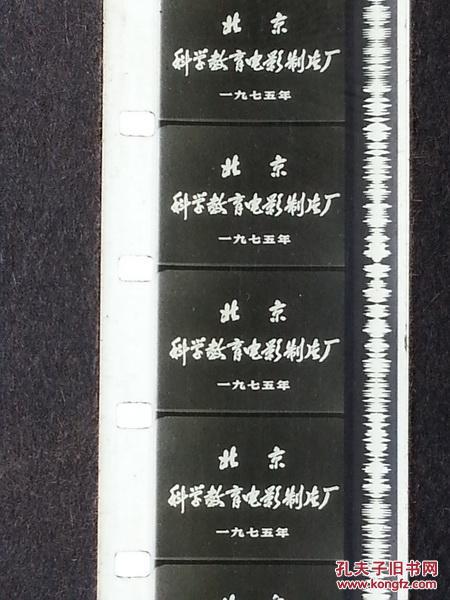 北京
科学教育电影制片厂
一九七五年
北京
科学教育电影制片厂
一九七五年
北京
科学教育电影制片厂
一九七五年
北京
科学教育电影制片厂
一九七五年
北京
孔夫子旧书网
www.kongfz.com